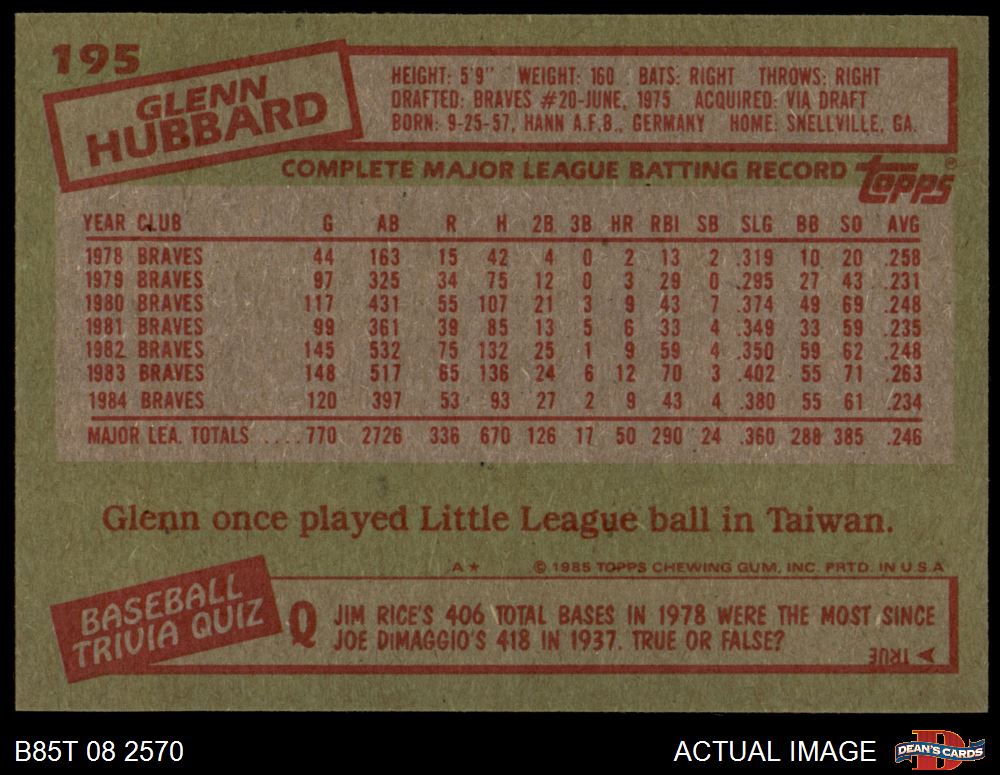 195
GLENN
HUBBARD
HEIGHT: 5'9" WEIGHT: 160 BATS: RIGHT THROWS: RIGHT
DRAFTED: BRAVES #20-JUNE, 1975 ACQUIRED: VIA DRAFT
BORN: 9-25-57, HANN A.F.B., GERMANY HOME: SNELLVILLE, GA.
COMPLETE MAJOR LEAGUE BATTING RECORD topps®
YEAR CLUB G AB R H 2B 3B HR RBI SB SLG BB SO AVG
1978 BRAVES 44 163 15 42 4 0 2 13 2 .319 10 20 .258
1979 BRAVES 97 325 34 75 12 0 3 29 0 .295 27 43 .231
1980 BRAVES 117 431 55 107 21 3 9 43 7 .374 49 69 .248
1981 BRAVES 99 361 39 85 13 5 6 33 4 .349 33 59 .235
1982 BRAVES 145 532 75 132 25 1 9 59 4 .350 59 62 .248
1983 BRAVES 148 517 65 136 24 6 12 70 3 .402 55 71 .263
1984 BRAVES 120 397 53 93 27 2 9 43 4 .380 55 61 .234
MAJOR LEA. TOTALS ....770 2726 336 670 126 17 50 290 24 .360 288 385 .246
Glenn once played Little League ball in Taiwan.
A★ © 1985 TOPPS CHEWING GUM, INC. PRTD. IN U.S.A
BASEBALL
TRIVIA QUIZ
Q JIM RICE'S 406 TOTAL BASES IN 1978 WERE THE MOST SINCE
JOE DIMAGGIO'S 418 IN 1937. TRUE OR FALSE?
A TRUE
B85T 08 2570
ACTUAL IMAGE
D
DEAN'S CARDS